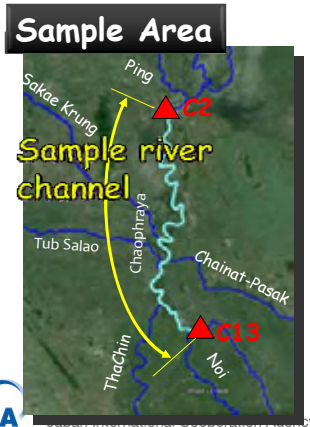 Sample Area
Ping
C2
Sakae Krung
Sample river
channel
Chaophraya
Tub Salao
Chainat-Pasak
C13
ThaChin
Noi
A